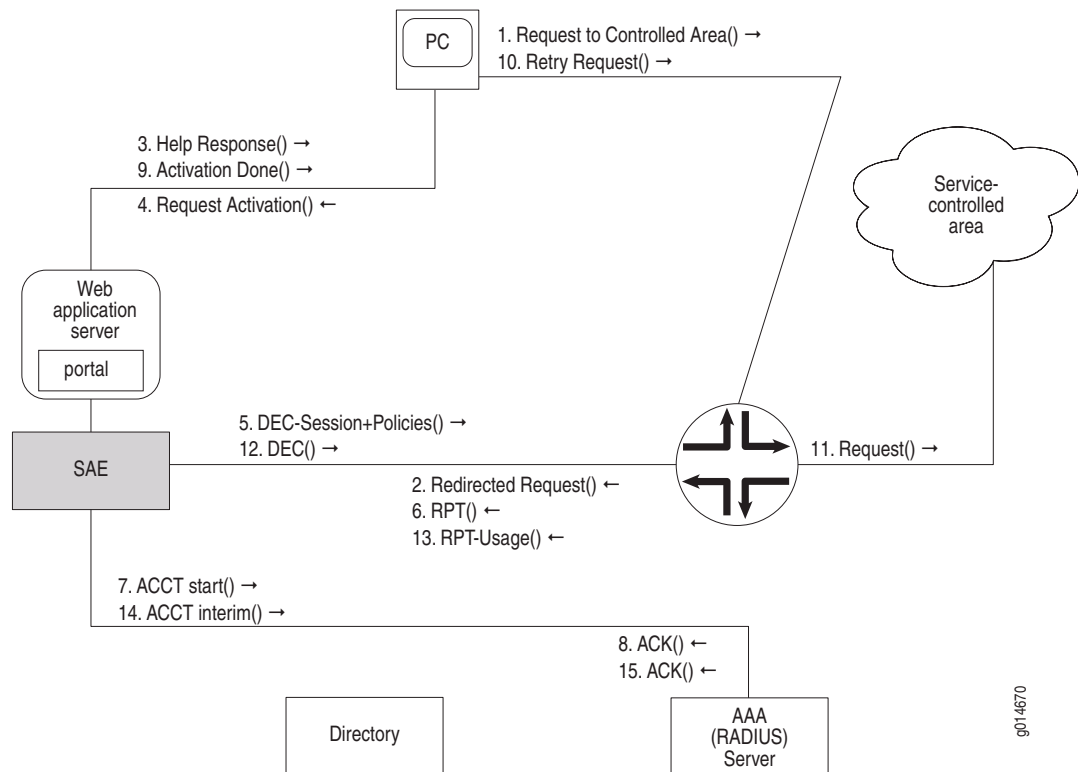 PC
1. Request to Controlled Area() →
10. Retry Request() →
3. Help Response() →
9. Activation Done() →
4. Request Activation() ←
Service-
controlled
area
Web
application
server
portal
5. DEC-Session+Policies() →
12. DEC() →
SAE
11. Request() →
2. Redirected Request() ←
6. RPT() ←
13. RPT-Usage() ←
7. ACCT start() →
14. ACCT interim() →
8. ACK() ←
15. ACK() ←
Directory
AAA
(RADIUS)
Server
g014670